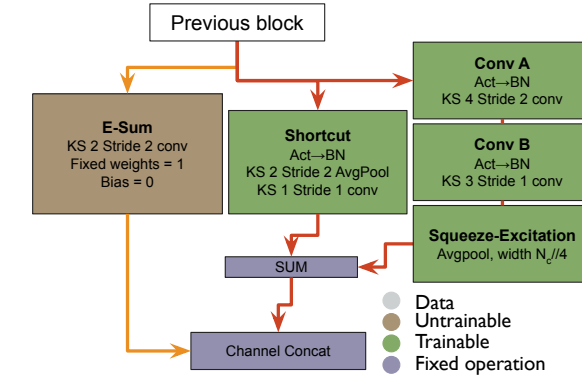 Previous block
E-Sum
KS 2 Stride 2 conv
Fixed weights = 1
Bias = 0
Shortcut
Act→BN
KS 2 Stride 2 AvgPool
KS 1 Stride 1 conv
Conv A
Act→BN
KS 4 Stride 2 conv
Conv B
Act→BN
KS 3 Stride 1 conv
Squeeze-Excitation
Avgpool, width N_c//4
SUM
Channel Concat
Data
Untrainable
Trainable
Fixed operation